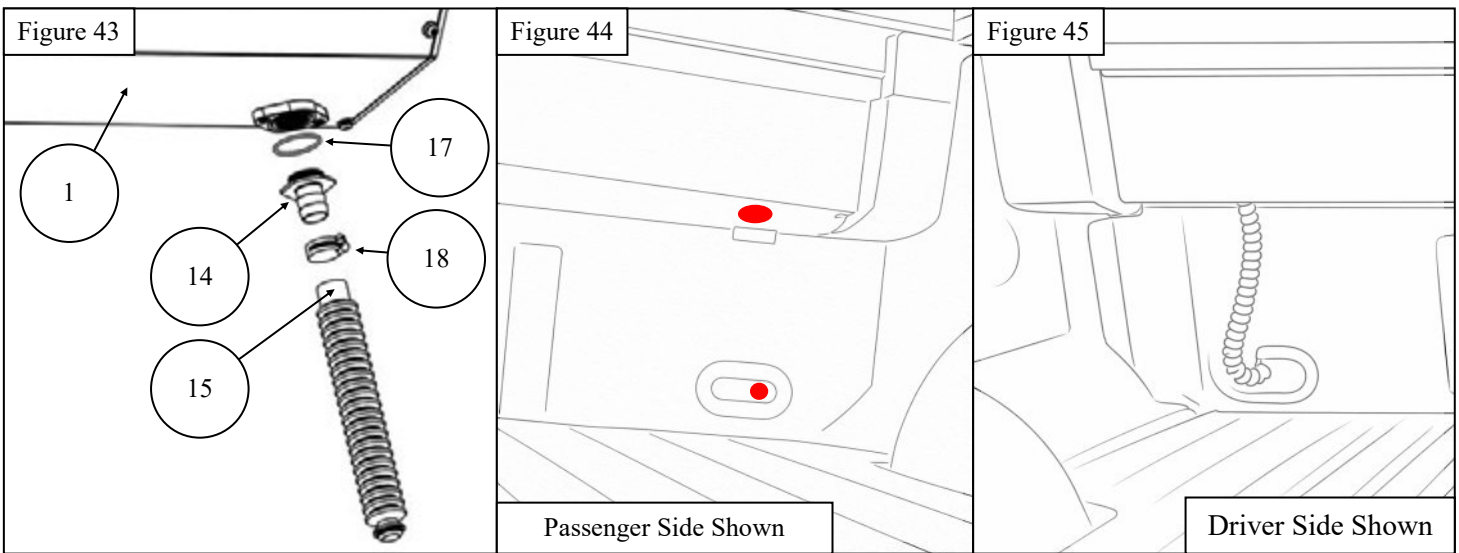 Figure 43
1
17
14
18
15
Figure 44
Passenger Side Shown
Figure 45
Driver Side Shown